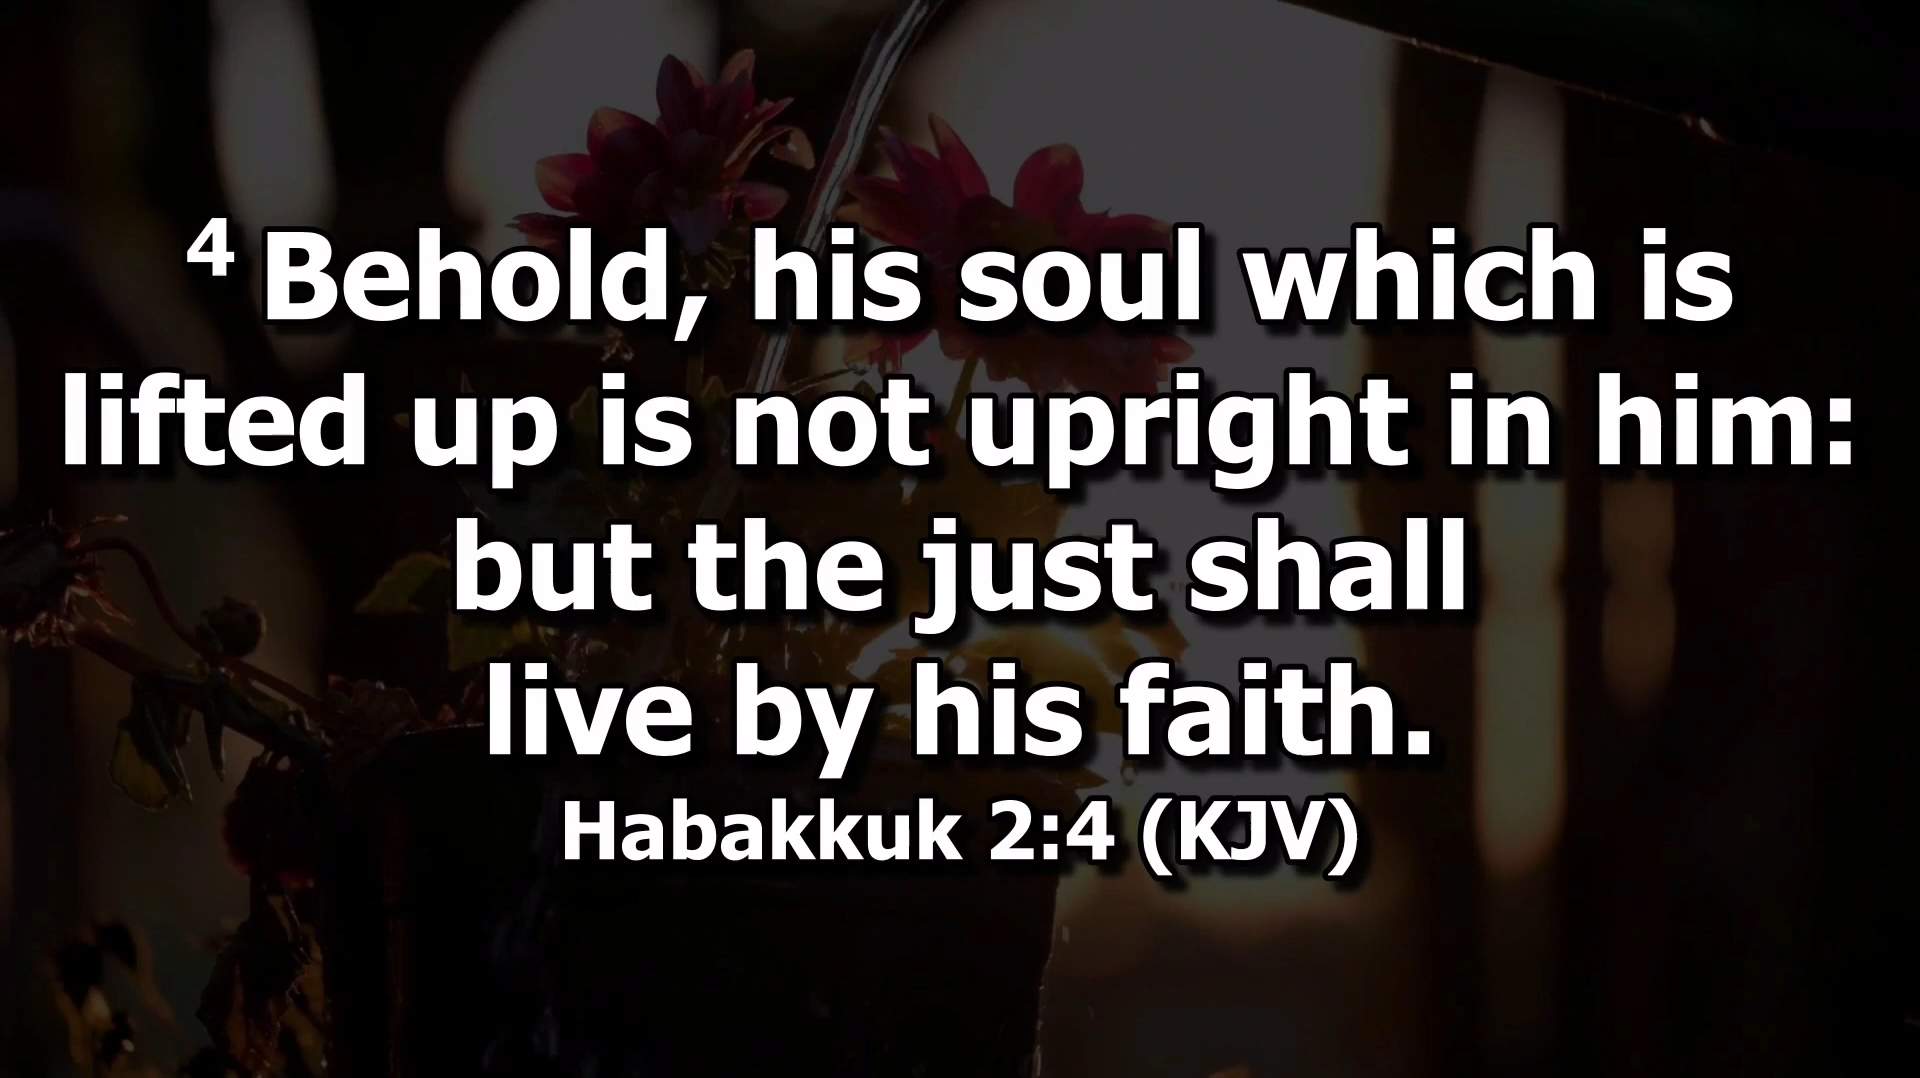 4 Behold, his soul which is
lifted up is not upright in him:
but the just shall
live by his faith.
Habakkuk 2:4 (KJV)